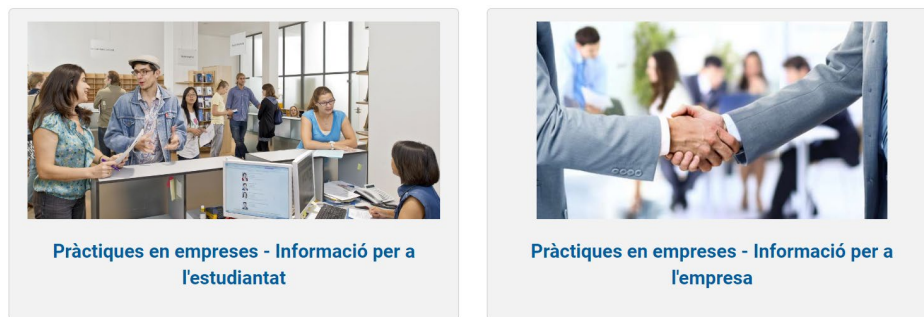 Pràctiques en empreses - Informació per a
l'estudiantat
Pràctiques en empreses - Informació per a
l'empresa